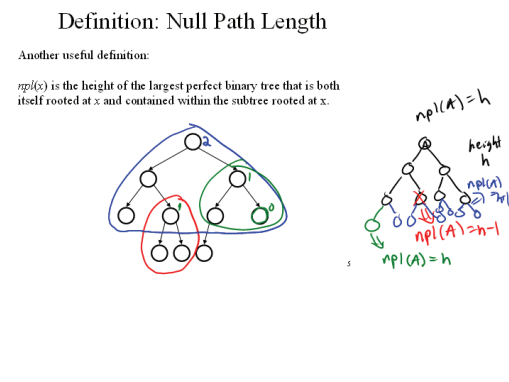 Definition: Null Path Length
Another useful definition:
npl(x) is the height of the largest perfect binary tree that is both
itself rooted at x and contained within the subtree rooted at x.
npl(A)=h
A
height
h
npl(A)
2
1
1
0
npl(A)=h-1
s
npl(A)=h